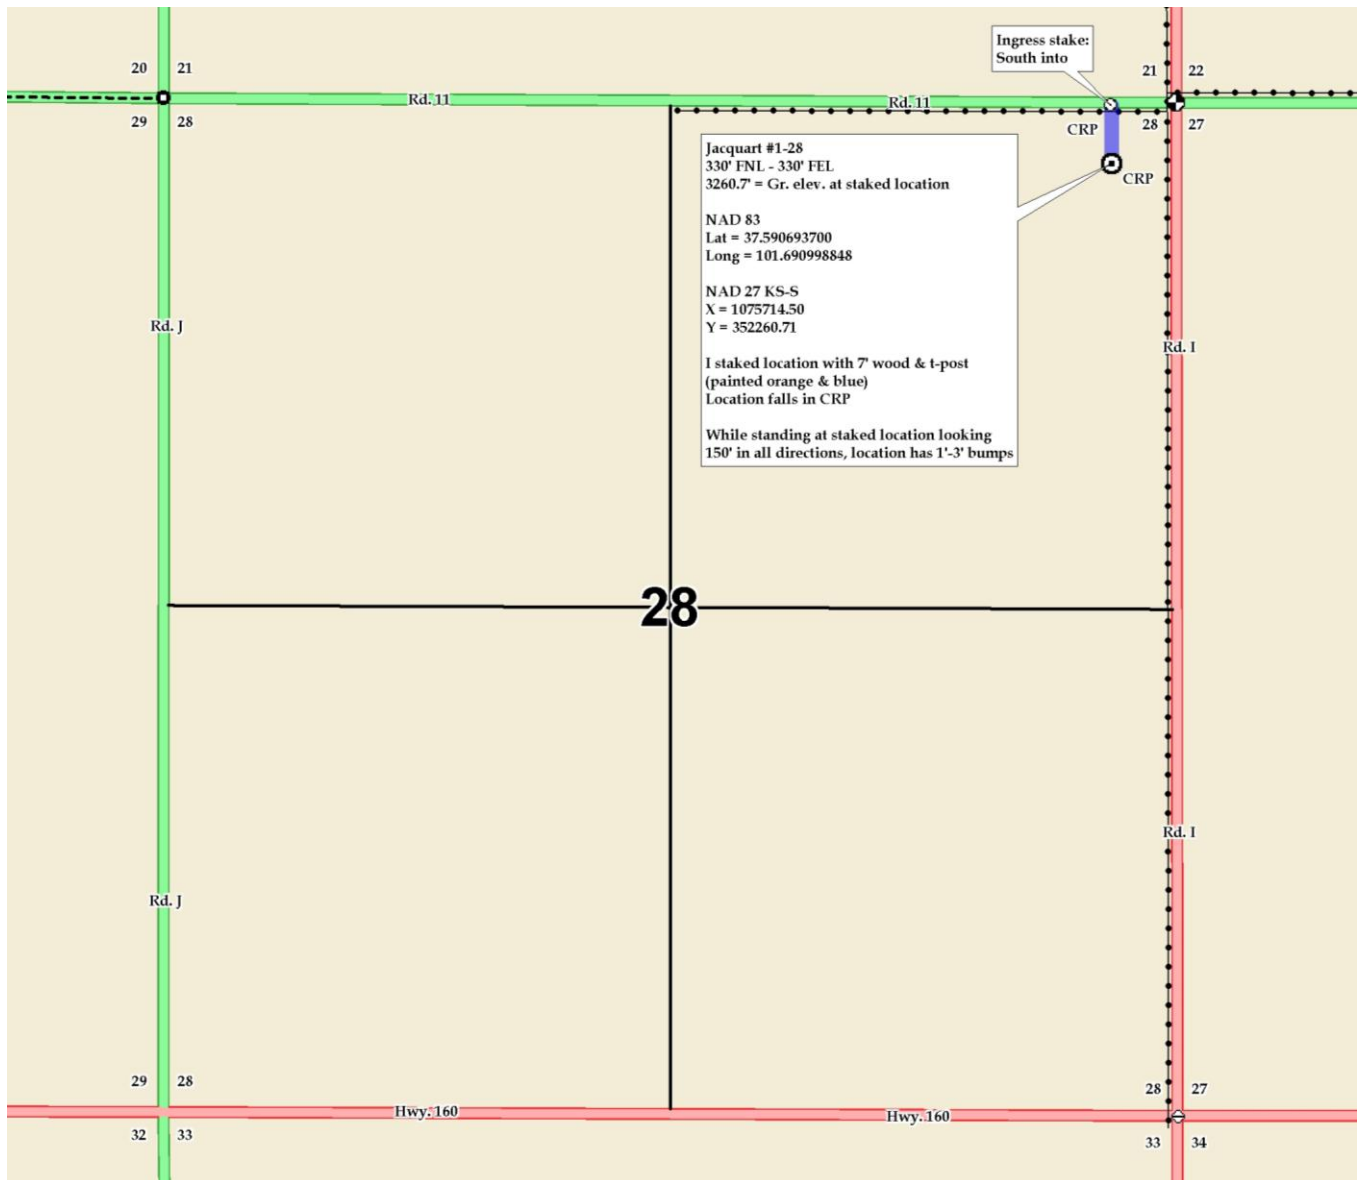 Ingress stake:
South into
20 21
21 22
Rd. 11
Rd. 11
29 28
CRP
28 27
Jacquart #1-28
330' FNL - 330' FEL
3260.7' = Gr. elev. at staked location
NAD 83
Lat = 37.590693700
Long = 101.690998848
NAD 27 KS-S
X = 1075714.50
Y = 352260.71
I staked location with 7' wood & t-post
(painted orange & blue)
Location falls in CRP
While standing at staked location looking
150' in all directions, location has 1'-3' bumps
CRP
Rd. J
Rd. I
28
Rd. I
Rd. J
29 28
28 27
Hwy. 160
Hwy. 160
32 33
33 34